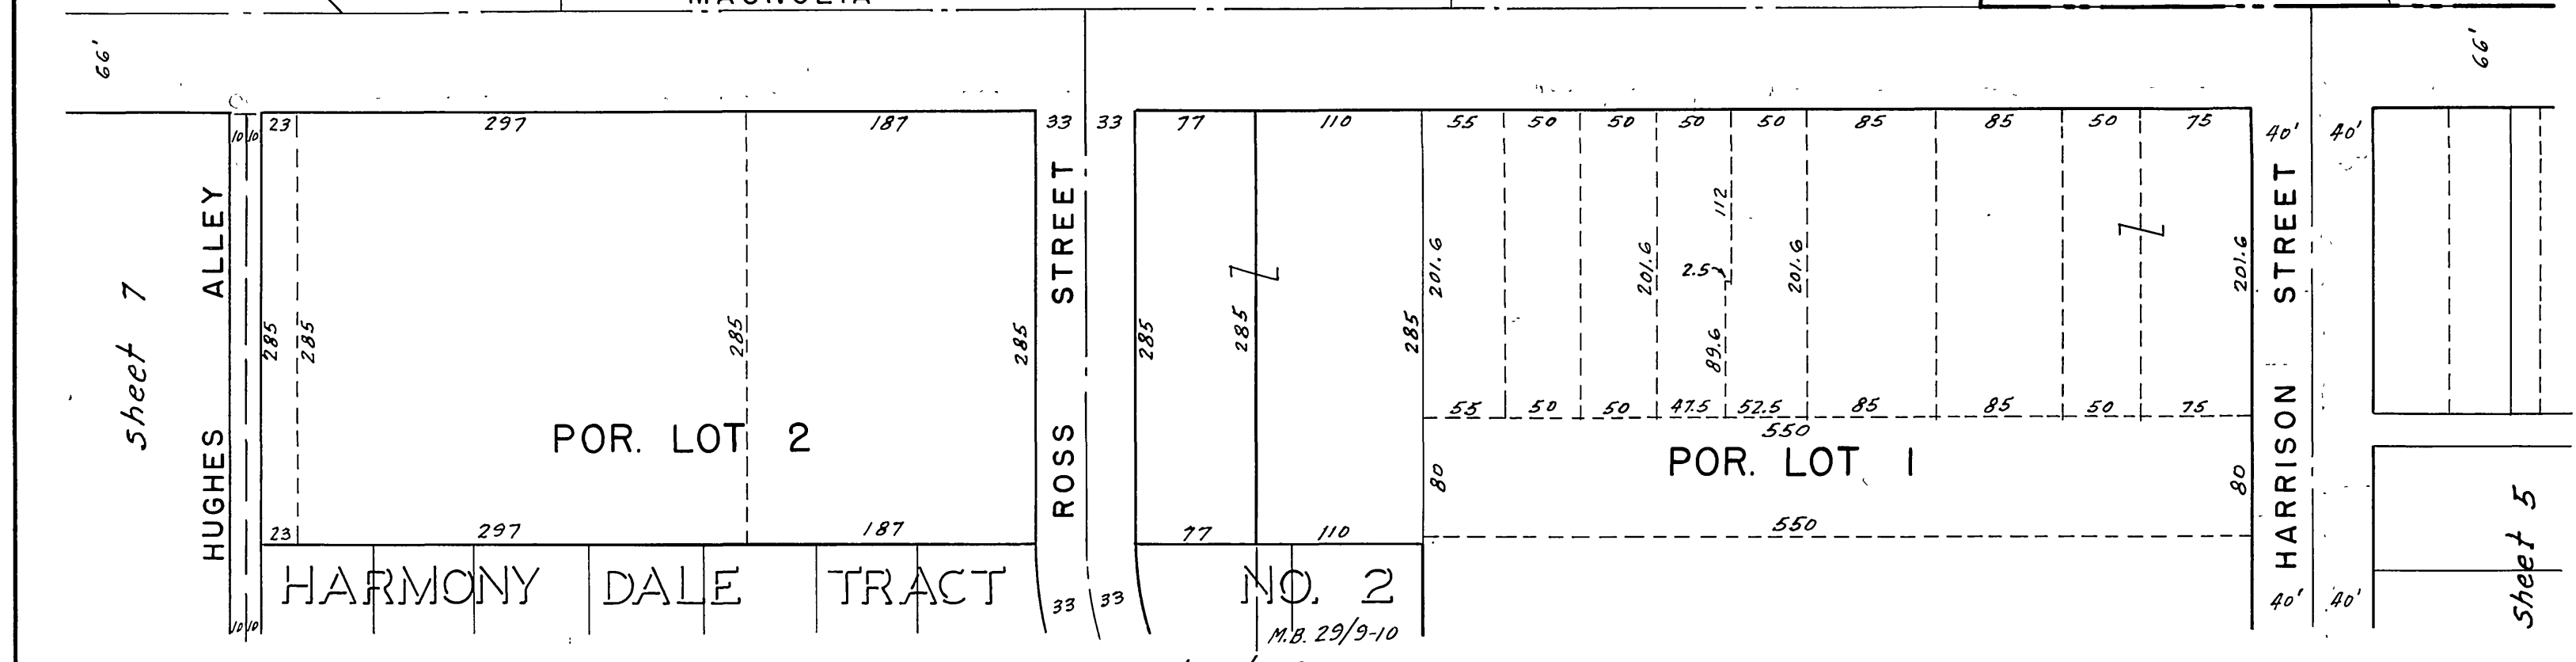 MAGNOLIA
66'
66'
10 10 23 297 187 33 33 77 110 55 50 50 50 50 85 85 50 75 40' 40'
HUGHES ALLEY
ROSS STREET
HARRISON STREET
Sheet 7
285 285 285 285 285 285 285
201.6 201.6 112 2.5 89.6 201.6 201.6
55 50 50 47.5 52.5 85 85 50 75
550
POR. LOT 2
POR. LOT 1
80 80
23 297 187 77 110 550
Sheet 5
HARMONY DALE TRACT NO. 2
10 10 33 33 40' 40'
M.B. 29/9-10